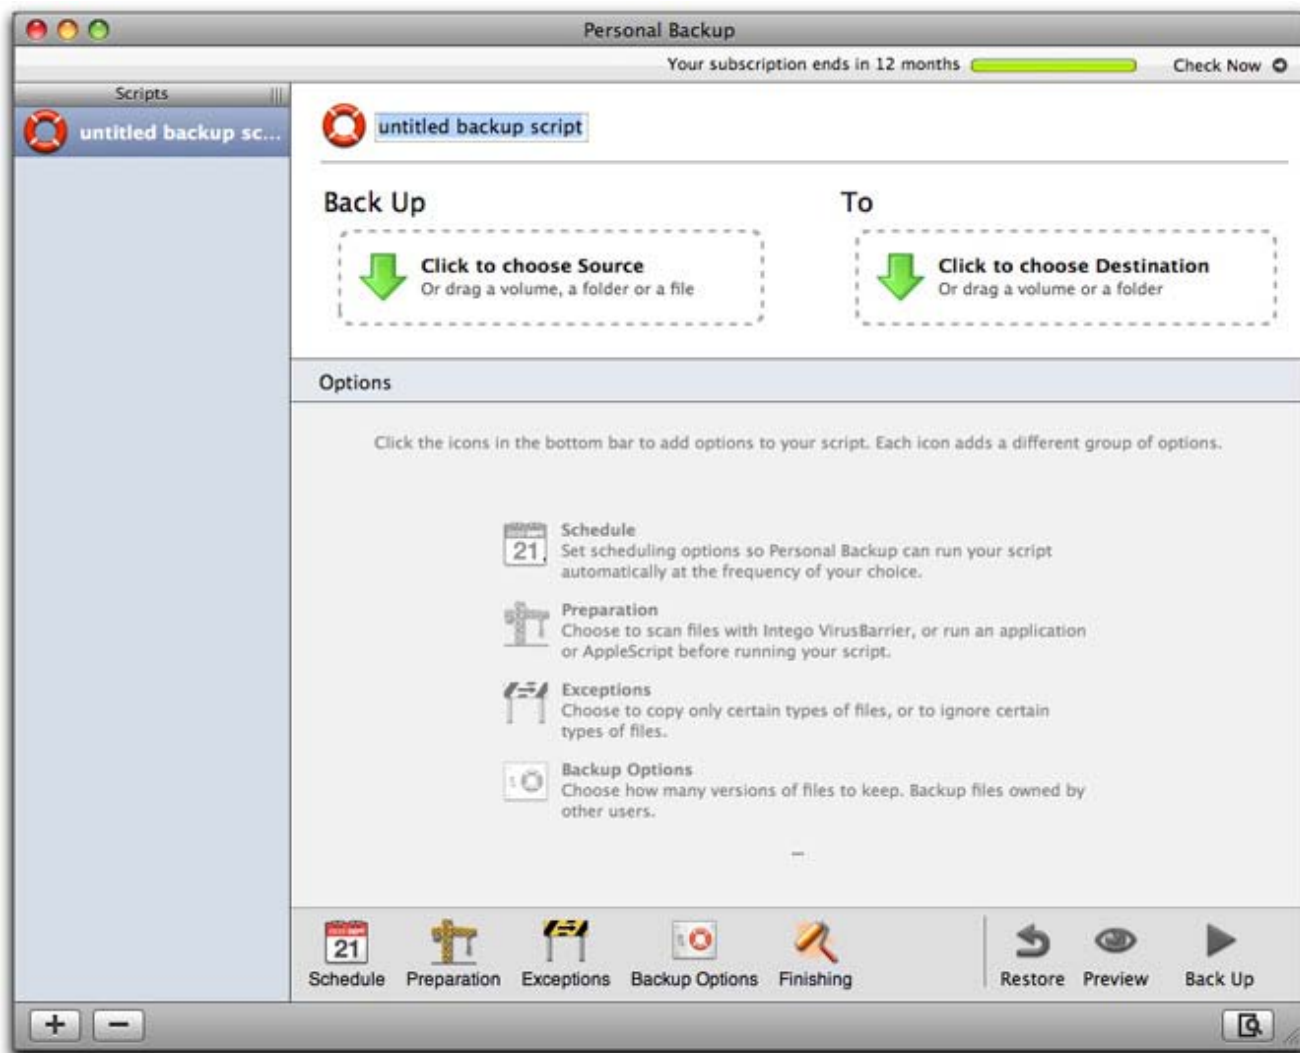 Personal Backup
Your subscription ends in 12 months
Check Now
Scripts
untitled backup sc...
untitled backup script
Back Up
To
Click to choose Source
Or drag a volume, a folder or a file
Click to choose Destination
Or drag a volume or a folder
Options
Click the icons in the bottom bar to add options to your script. Each icon adds a different group of options.
21
Schedule
Set scheduling options so Personal Backup can run your script
automatically at the frequency of your choice.
Preparation
Choose to scan files with Intego VirusBarrier, or run an application
or AppleScript before running your script.
Exceptions
Choose to copy only certain types of files, or to ignore certain
types of files.
Backup Options
Choose how many versions of files to keep. Backup files owned by
other users.
21
Schedule
Preparation
Exceptions
Backup Options
Finishing
Restore
Preview
Back Up